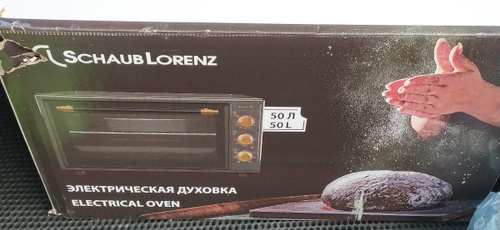 SCHAUB LORENZ
50 Л
50 L
ЭЛЕКТРИЧЕСКАЯ ДУХОВКА
ELECTRICAL OVEN